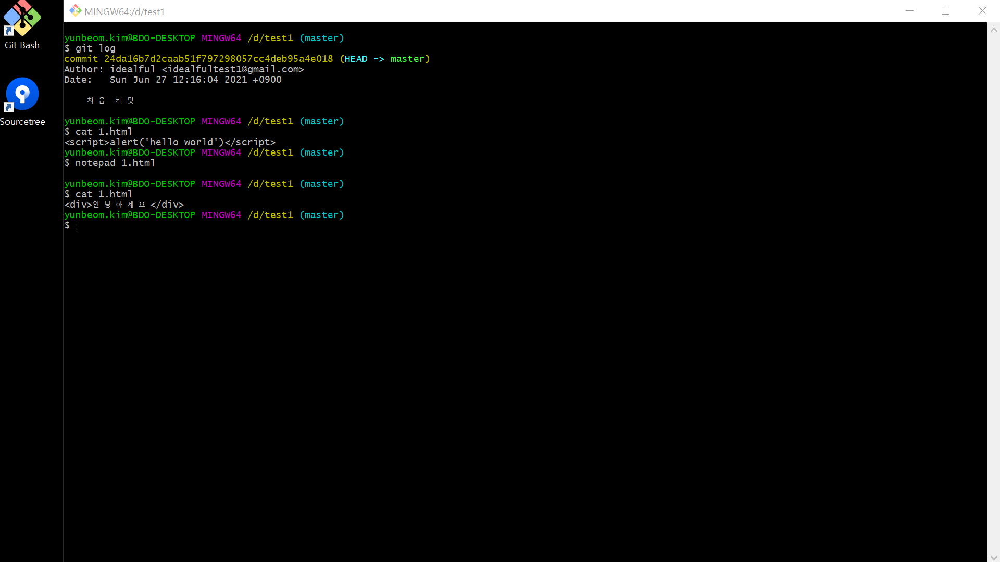 Git Bash
Sourcetree
MINGW64:/d/test1
yunbeom.kim@BDO-DESKTOP MINGW64 /d/test1 (master)
$ git log
commit 24da16b7d2caab51f797298057cc4deb95a4e018 (HEAD -> master)
Author: idealful <idealfultest1@gmail.com>
Date:   Sun Jun 27 12:16:04 2021 +0900
처음 커밋
yunbeom.kim@BDO-DESKTOP MINGW64 /d/test1 (master)
$ cat 1.html
<script>alert('hello world')</script>
yunbeom.kim@BDO-DESKTOP MINGW64 /d/test1 (master)
$ notepad 1.html
yunbeom.kim@BDO-DESKTOP MINGW64 /d/test1 (master)
$ cat 1.html
<div>안녕하세요</div>
yunbeom.kim@BDO-DESKTOP MINGW64 /d/test1 (master)
$